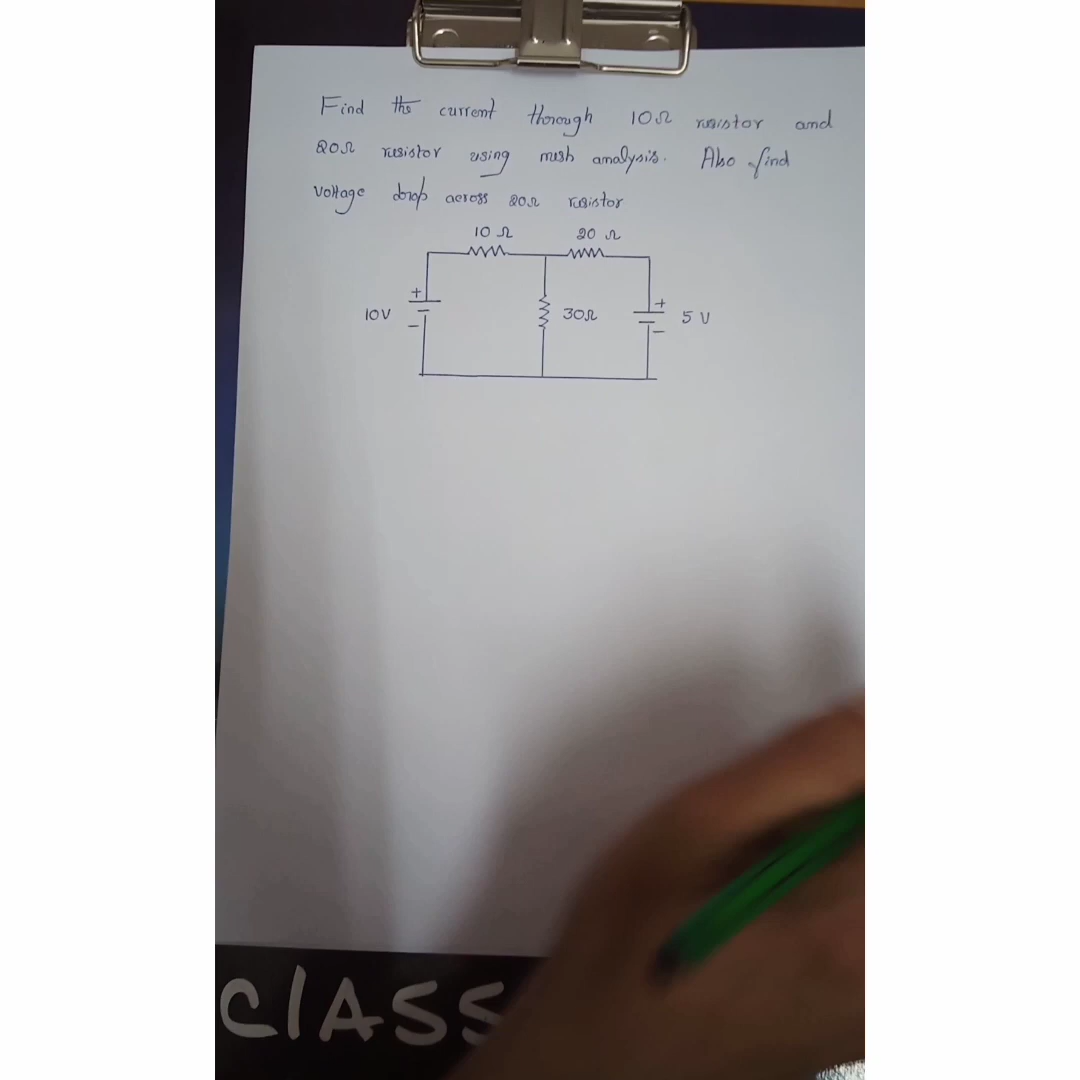 Find the current thorough 10Ω resistor and
20Ω resistor using mesh analysis. Also find
voltage drop across 20Ω resistor
10 Ω 20 Ω
+
10V 30Ω + 5 V
− −
CLASS